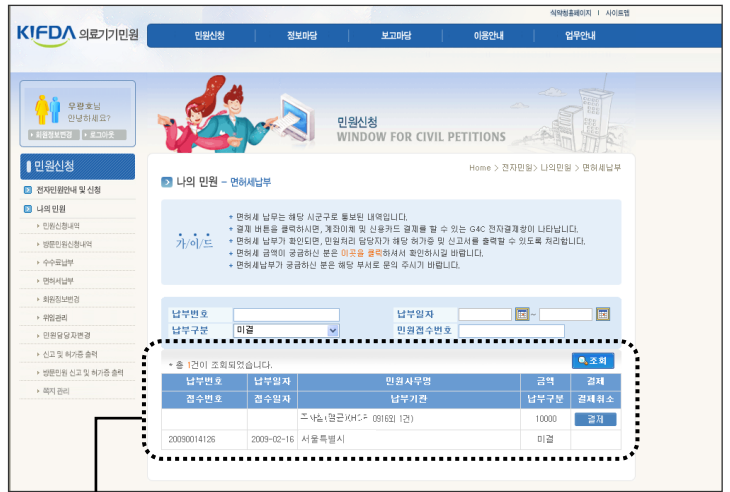 식약청홈페이지 | 사이트맵
KIFDA 의료기기민원
민원신청 정보마당 보고마당 이용안내 업무안내
우왕호님
안녕하세요?
회원정보변경 로그아웃
민원신청
WINDOW FOR CIVIL PETITIONS
민원신청
전자민원안내 및 신청
나의 민원
민원신청내역
방문민원신청내역
수수료납부
면허세납부
회원정보변경
위임관리
민원담당자변경
신고 및 허가증 출력
방문민원 신고 및 허가증 출력
쪽지 관리
Home > 전자민원 > 나의민원 > 면허세납부
나의 민원 - 면허세납부
가/이/드
+ 면허세 납부는 해당 시군구로 통보된 내역입니다.
+ 결제 버튼을 클릭하시면, 계좌이체 및 신용카드 결제를 할 수 있는 G4C 전자결제창이 나타납니다.
+ 면허세 납부가 확인되면, 민원처리 담당자가 해당 허가증 및 신고서를 출력할 수 있도록 처리합니다.
+ 면허세 금액이 궁금하신 분은 이곳을 클릭하셔서 확인하시길 바랍니다.
+ 면허세납부가 궁금하신 분은 해당 부서로 문의 주시기 바랍니다.
납부번호 납부일자 ~
납부구분 미결 민원접수번호
* 총 1건이 조회되었습니다. 조회
납부번호 납부일자 민원사무명 금액 결제
접수번호 접수일자 납부기관 납부구분 결제취소
0916외 1건) 10000 결제
20090014126 2009-02-16 서울특별시 미결